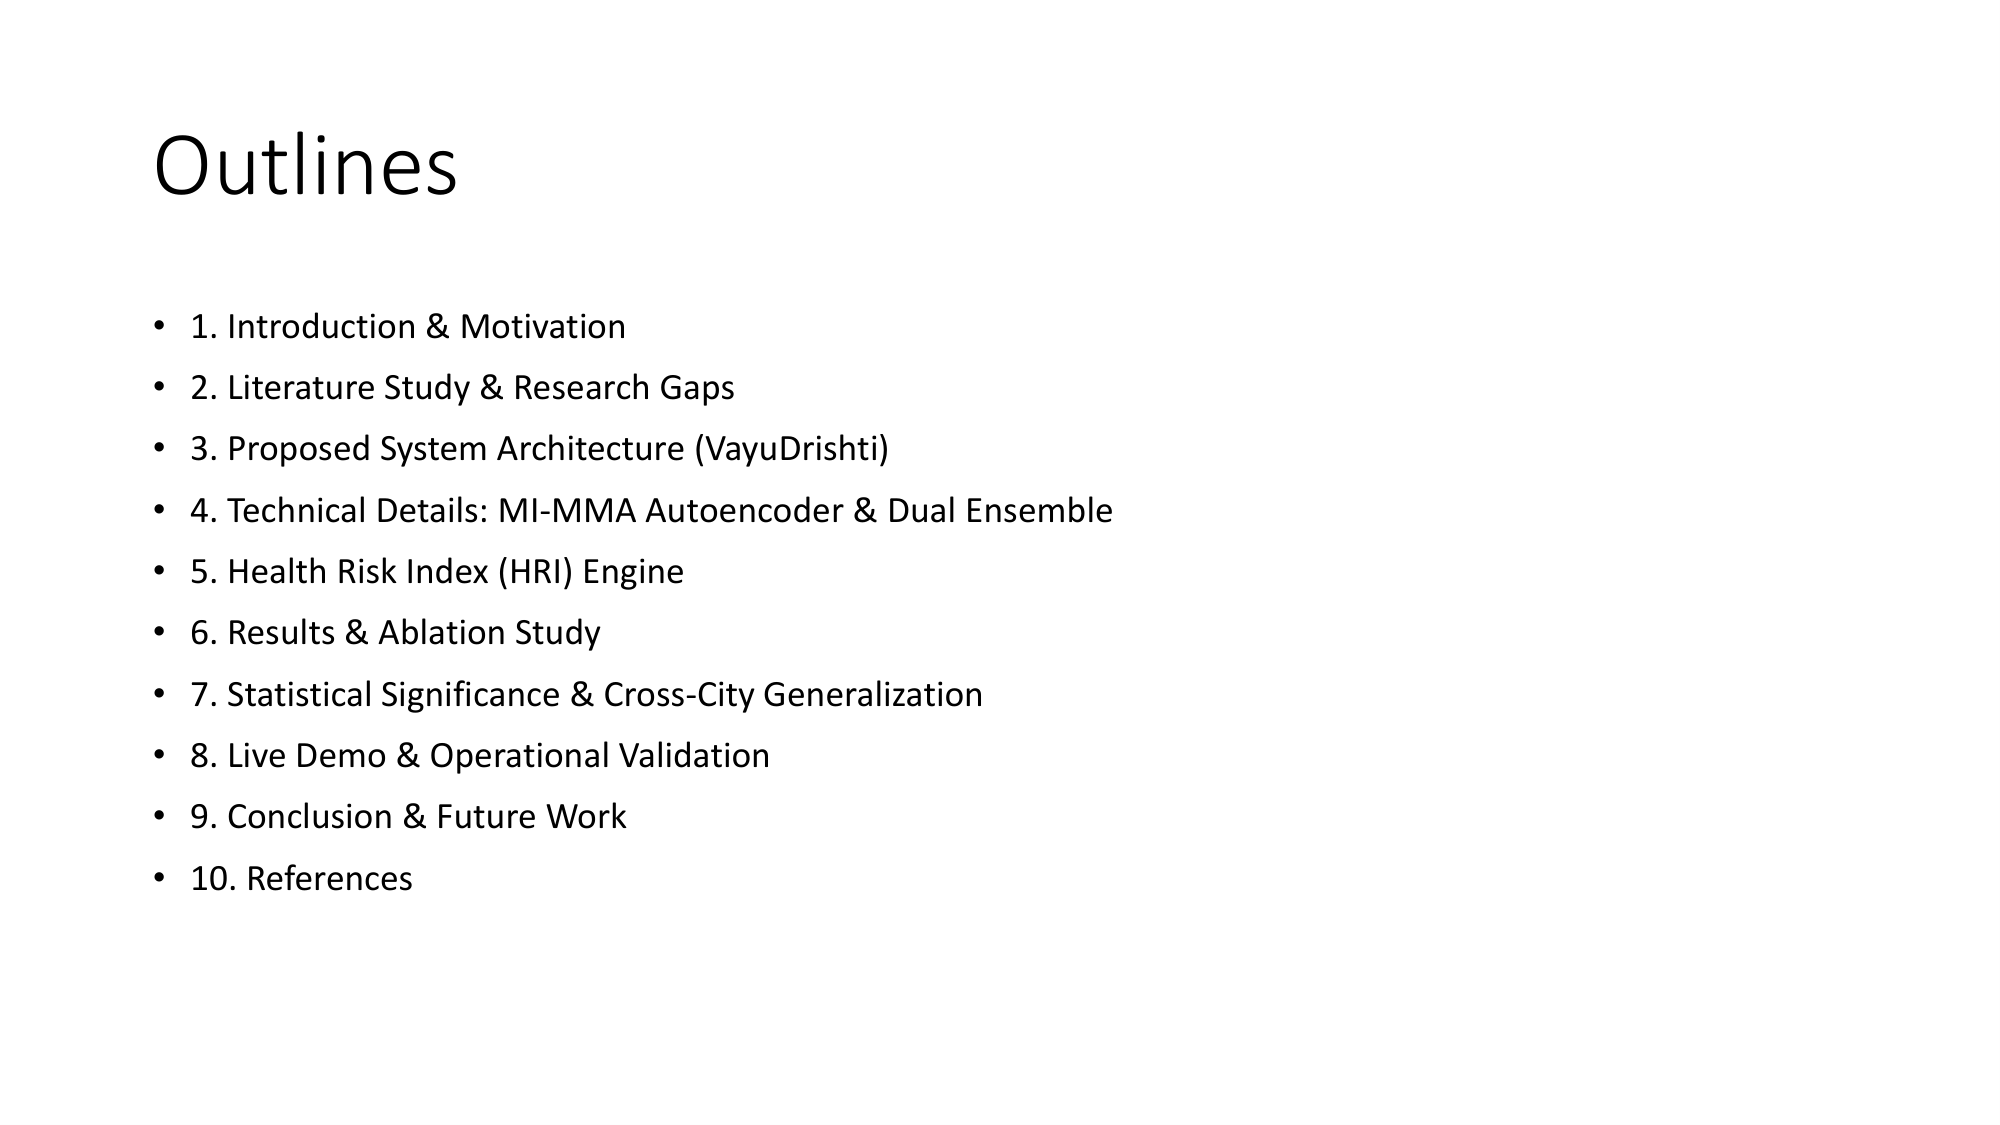 Outlines
• 1. Introduction & Motivation
• 2. Literature Study & Research Gaps
• 3. Proposed System Architecture (VayuDrishti)
• 4. Technical Details: MI-MMA Autoencoder & Dual Ensemble
• 5. Health Risk Index (HRI) Engine
• 6. Results & Ablation Study
• 7. Statistical Significance & Cross-City Generalization
• 8. Live Demo & Operational Validation
• 9. Conclusion & Future Work
• 10. References